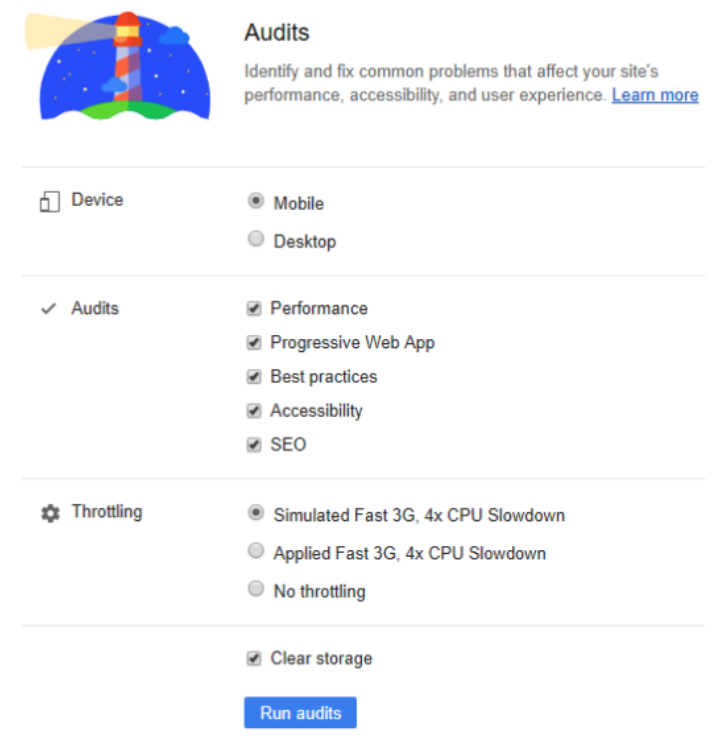 Audits
Identify and fix common problems that affect your site's
performance, accessibility, and user experience. Learn more
Device
Mobile
Desktop
Audits
Performance
Progressive Web App
Best practices
Accessibility
SEO
Throttling
Simulated Fast 3G, 4x CPU Slowdown
Applied Fast 3G, 4x CPU Slowdown
No throttling
Clear storage
Run audits